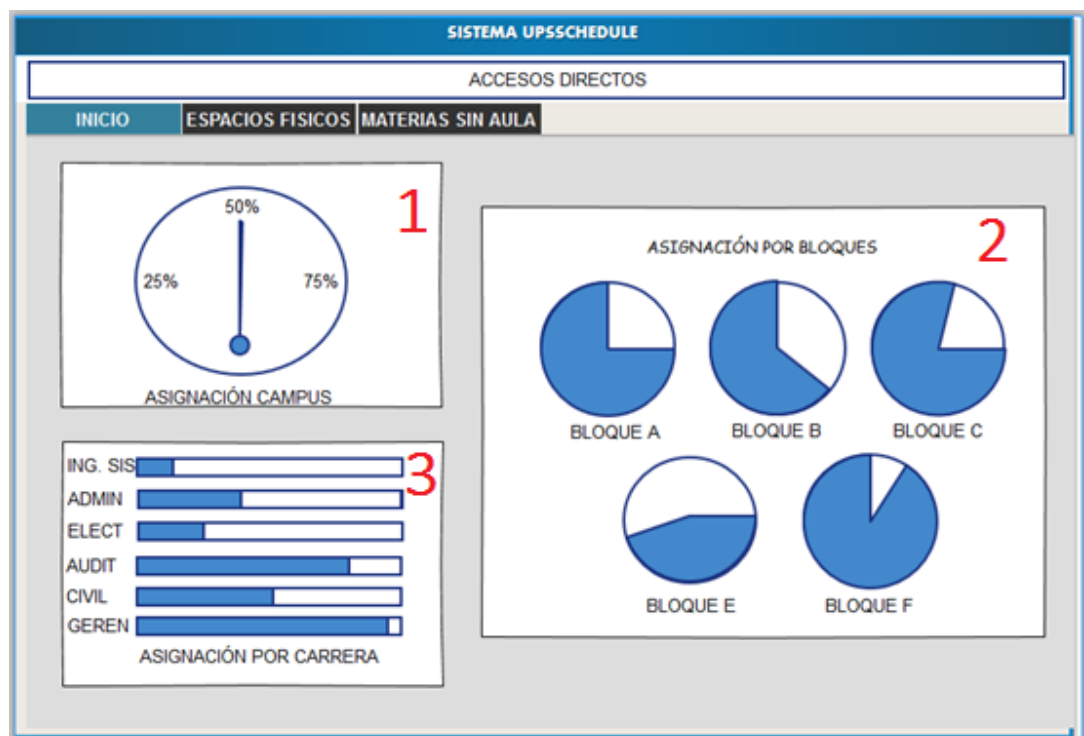 SISTEMA UPSSCHEDULE
ACCESOS DIRECTOS
INICIO ESPACIOS FISICOS MATERIAS SIN AULA
1
50%
25% 75%
ASIGNACIÓN CAMPUS
2
ASIGNACIÓN POR BLOQUES
BLOQUE A BLOQUE B BLOQUE C
BLOQUE E BLOQUE F
3
ING. SIS
ADMIN
ELECT
AUDIT
CIVIL
GEREN
ASIGNACIÓN POR CARRERA